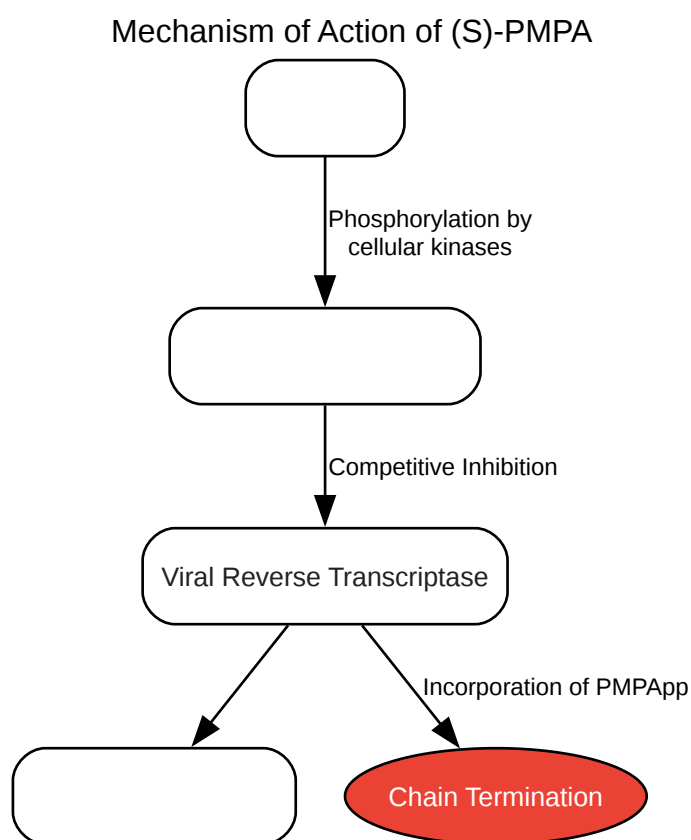 Mechanism of Action of (S)-PMPA
Phosphorylation by
cellular kinases
Competitive Inhibition
Viral Reverse Transcriptase
Incorporation of PMPApp
Chain Termination